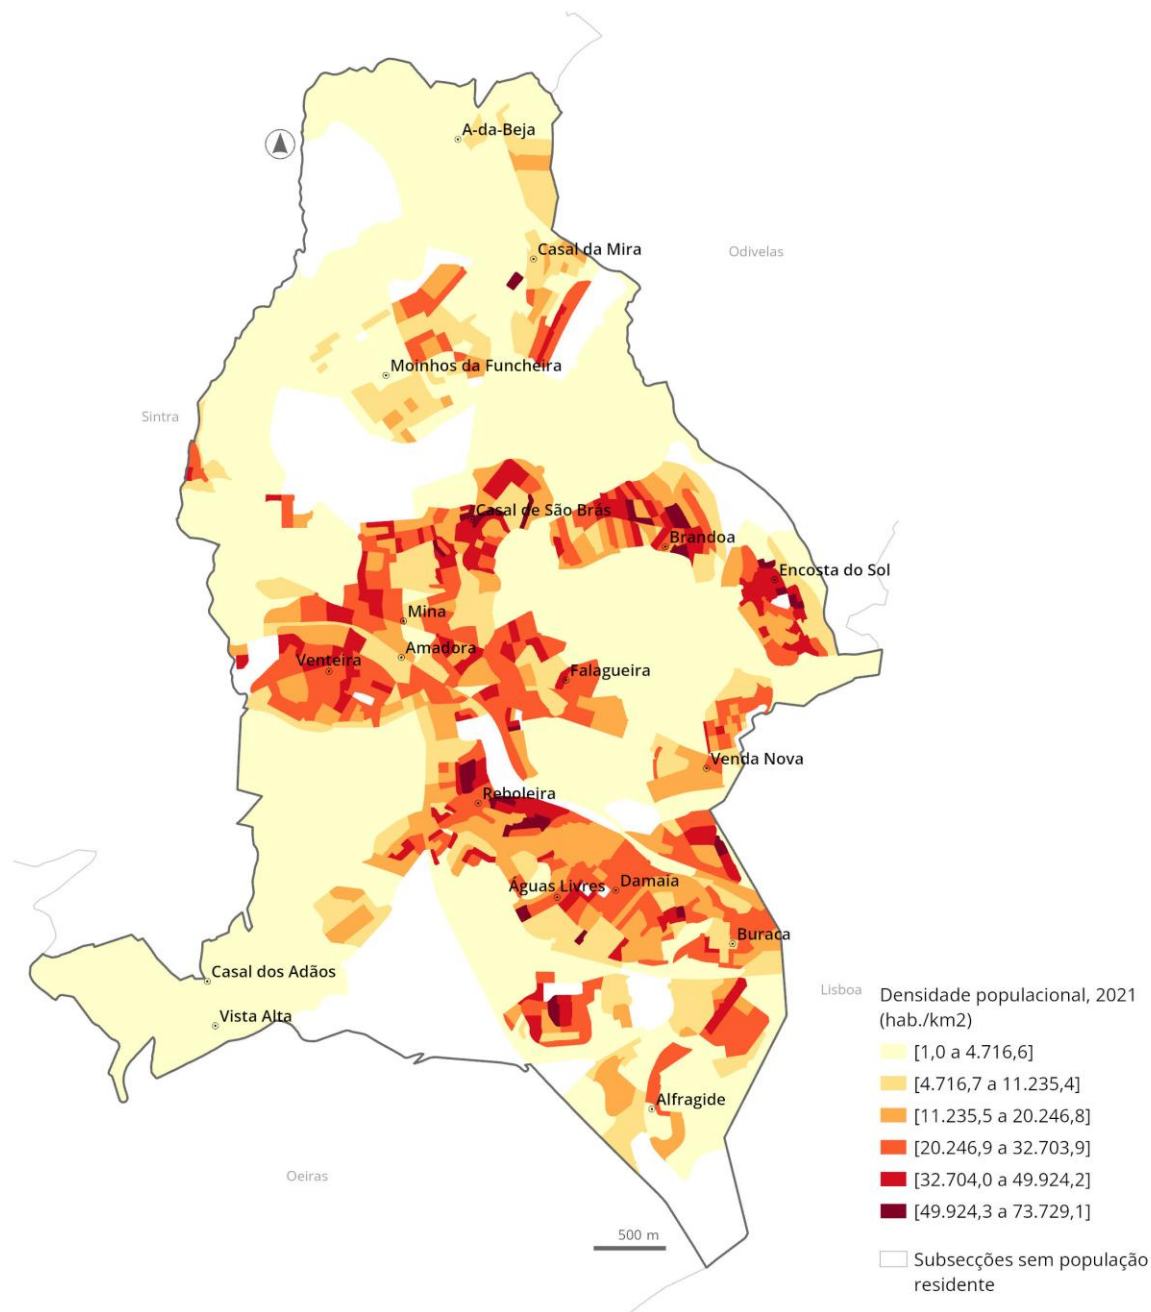 A-da-Beja
Casal da Mira
Odivelas
Moinhos da Funcheira
Sintra
Casal de São Brás
Brandoa
Encosta do Sol
Mina
Amadora
Venteira
Falagueira
Venda Nova
Reboleira
Águas Livres
Damaia
Buraca
Casal dos Adãos
Vista Alta
Lisboa
Densidade populacional, 2021
(hab./km2)
[1,0 a 4.716,6]
[4.716,7 a 11.235,4]
[11.235,5 a 20.246,8]
[20.246,9 a 32.703,9]
[32.704,0 a 49.924,2]
[49.924,3 a 73.729,1]
Subsecções sem população
residente
Alfragide
Oeiras
500 m